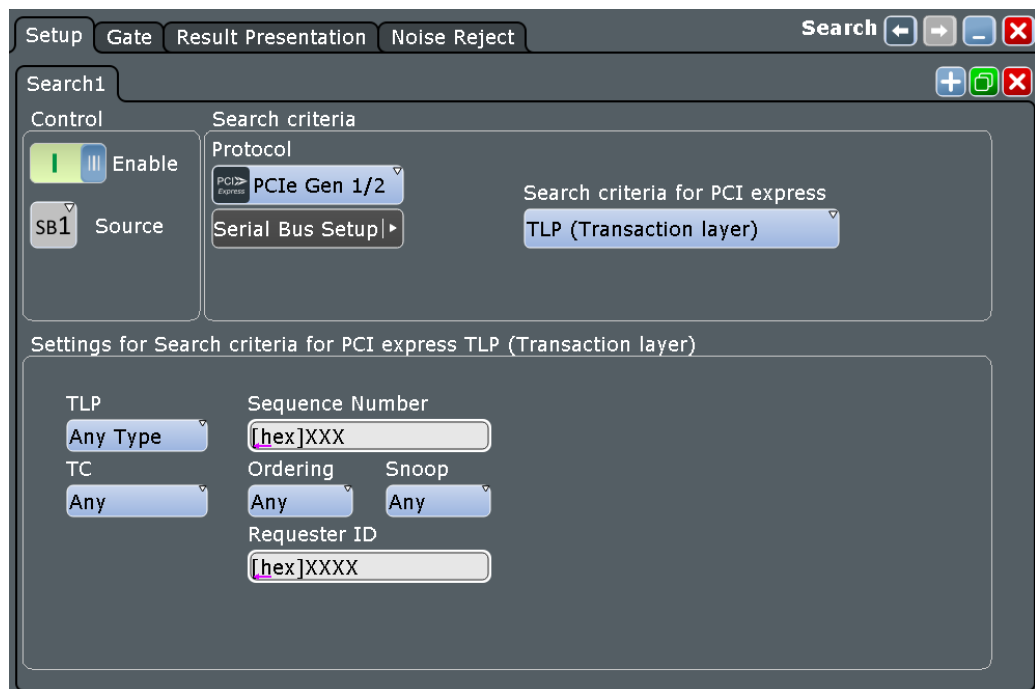 Setup Gate Result Presentation Noise Reject Search
Search1
Control Search criteria
Protocol
Enable
PCI Express PCIe Gen 1/2
Search criteria for PCI express
SB1 Source Serial Bus Setup TLP (Transaction layer)
Settings for Search criteria for PCI express TLP (Transaction layer)
TLP Sequence Number
Any Type [hex]XXX
TC Ordering Snoop
Any Any Any
Requester ID
[hex]XXXX